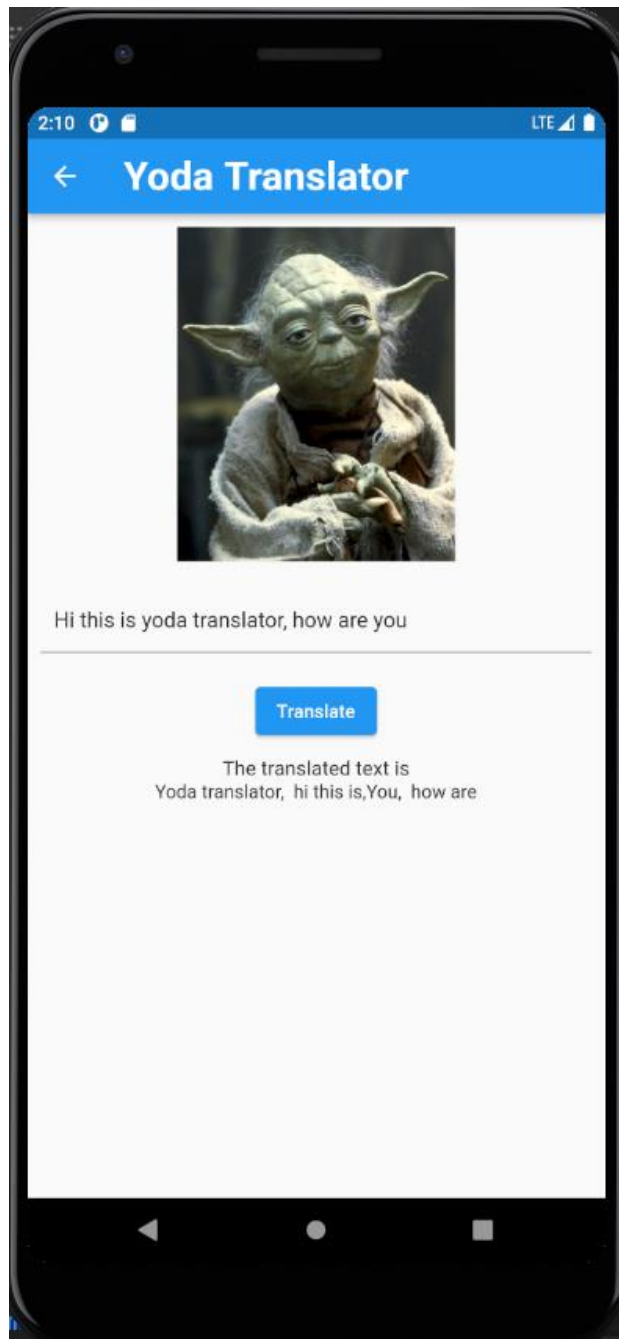 2:10 LTE
Yoda Translator
Hi this is yoda translator, how are you
Translate
The translated text is
Yoda translator,  hi this is,You,  how are